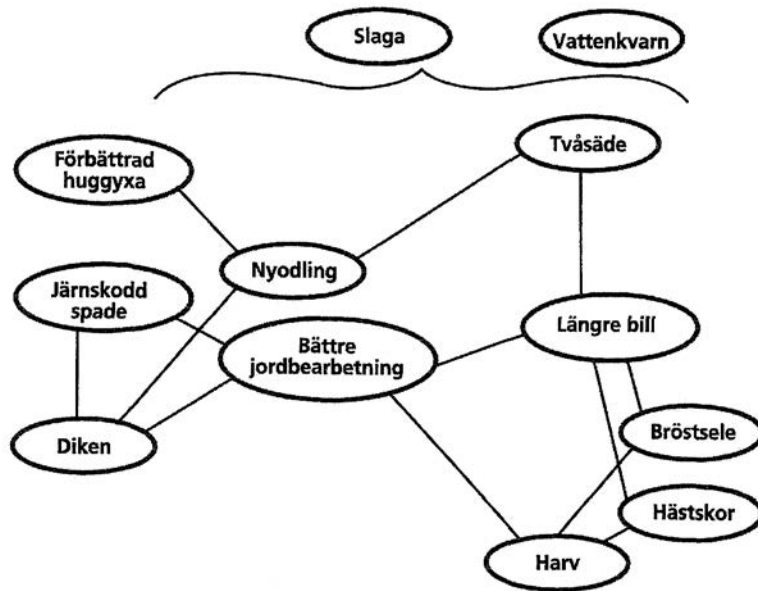 Slaga
Vattenkvarn
Förbättrad
huggyxa
Tvåsäde
Nyodling
Järnskodd
spade
Bättre
jordbearbetning
Längre bill
Diken
Bröstsele
Hästskor
Harv